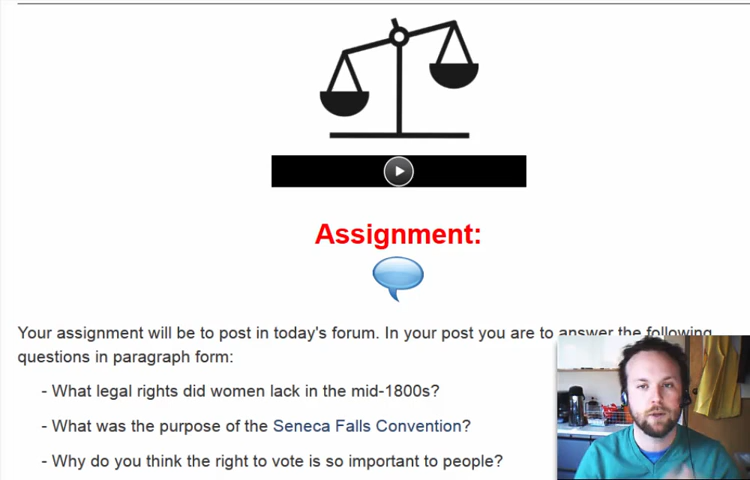 Assignment:
Your assignment will be to post in today's forum. In your post you are to answer the following
questions in paragraph form:
- What legal rights did women lack in the mid-1800s?
- What was the purpose of the Seneca Falls Convention?
- Why do you think the right to vote is so important to people?